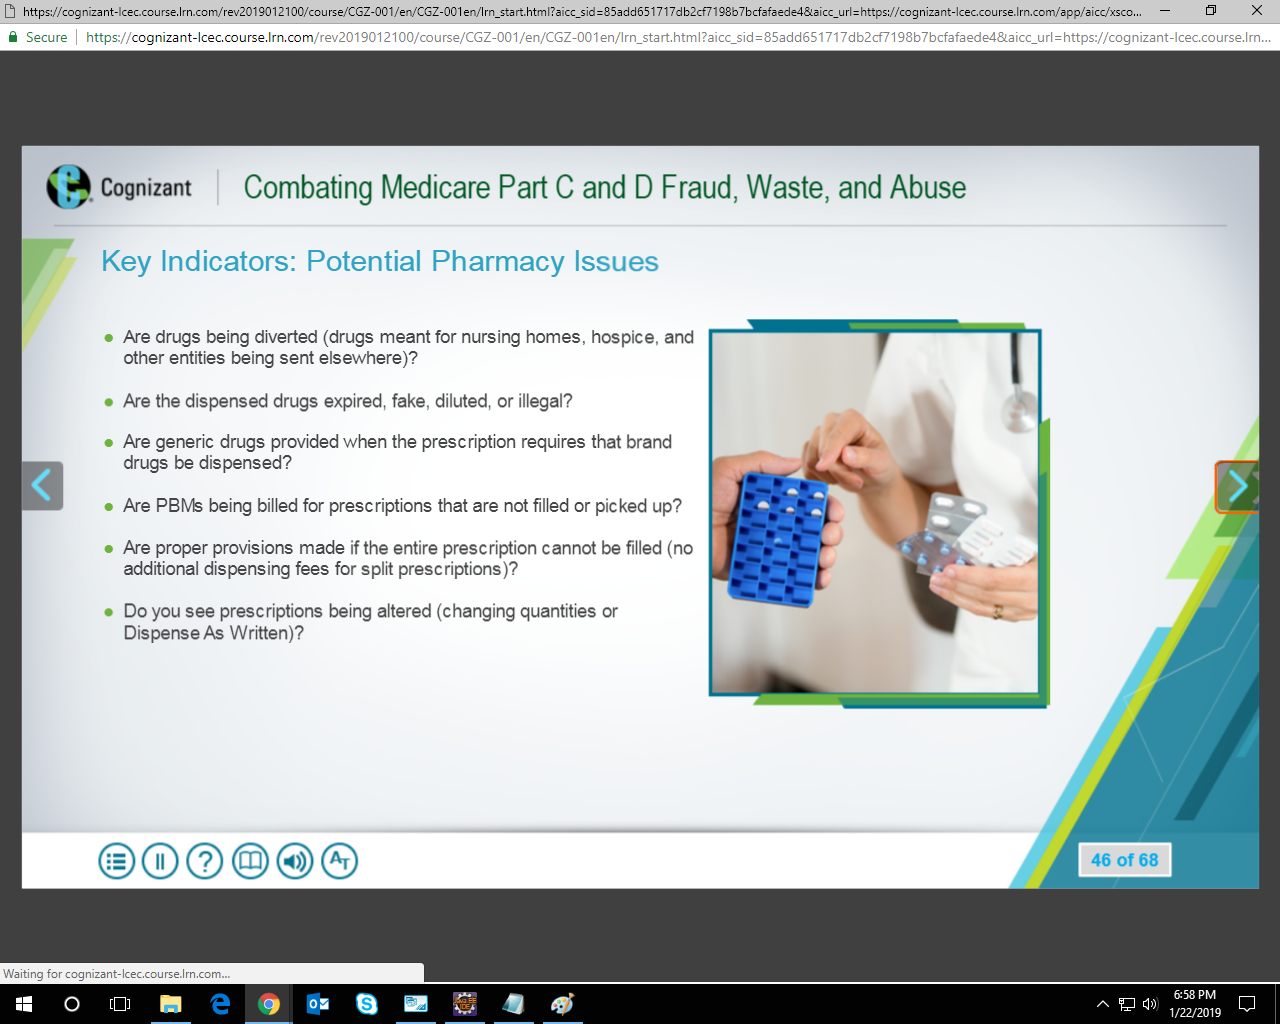 https://cognizant-lcec.course.lrn.com/rev2019012100/course/CGZ-001/en/CGZ-001en/lrn_start.html?aicc_sid=85add651717db2cf7198b7bcfafaede4&aicc_url=https://cognizant-lcec.course.lrn.com/app/aicc/xsco...
Secure
https://cognizant-lcec.course.lrn.com/rev2019012100/course/CGZ-001/en/CGZ-001en/lrn_start.html?aicc_sid=85add651717db2cf7198b7bcfafaede4&aicc_url=https://cognizant-lcec.course.lrn...
Cognizant
Combating Medicare Part C and D Fraud, Waste, and Abuse
Key Indicators: Potential Pharmacy Issues
Are drugs being diverted (drugs meant for nursing homes, hospice, and
other entities being sent elsewhere)?
Are the dispensed drugs expired, fake, diluted, or illegal?
Are generic drugs provided when the prescription requires that brand
drugs be dispensed?
Are PBMs being billed for prescriptions that are not filled or picked up?
Are proper provisions made if the entire prescription cannot be filled (no
additional dispensing fees for split prescriptions)?
Do you see prescriptions being altered (changing quantities or
Dispense As Written)?
46 of 68
Waiting for cognizant-lcec.course.lrn.com...
6:58 PM
1/22/2019